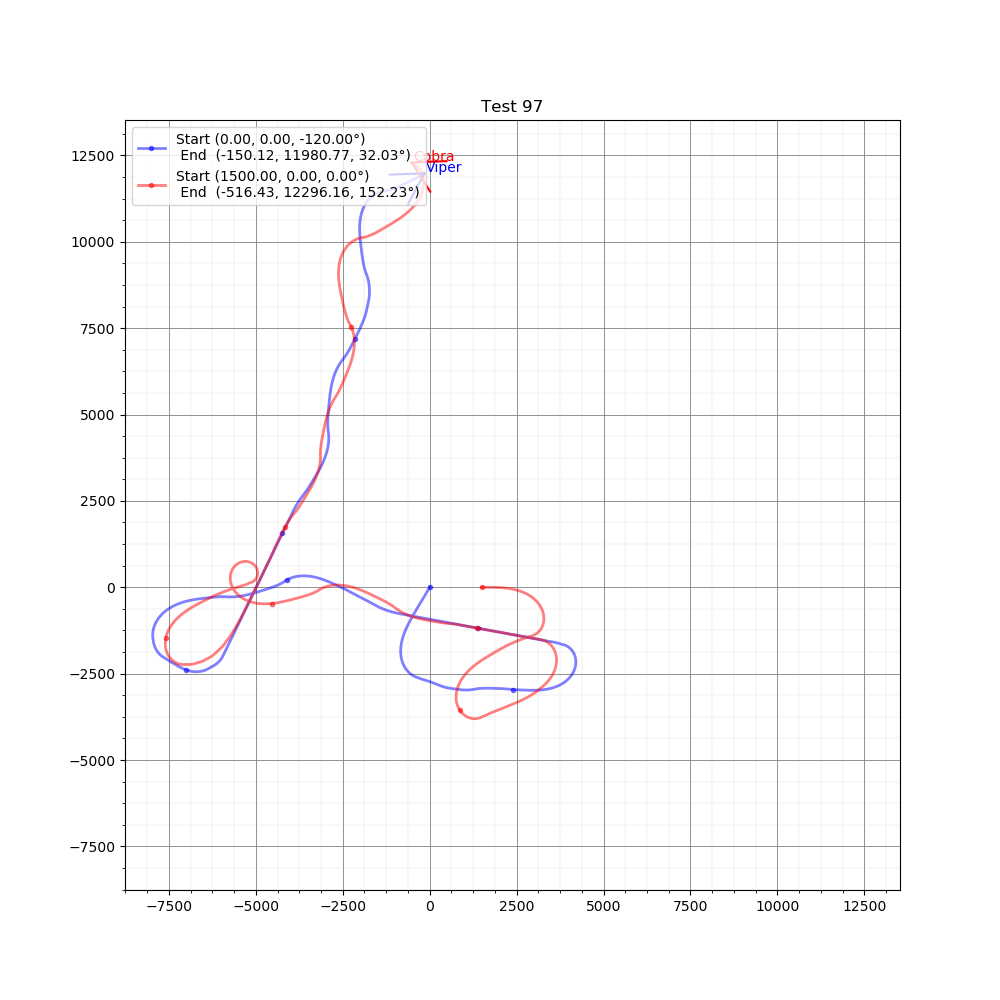 Test 97
Start (0.00, 0.00, -120.00°)
End (-150.12, 11980.77, 32.03°)
Start (1500.00, 0.00, 0.00°)
End (-516.43, 12296.16, 152.23°)
Cobra
Viper
12500
10000
7500
5000
2500
0
−2500
−5000
−7500
−7500 −5000 −2500 0 2500 5000 7500 10000 12500